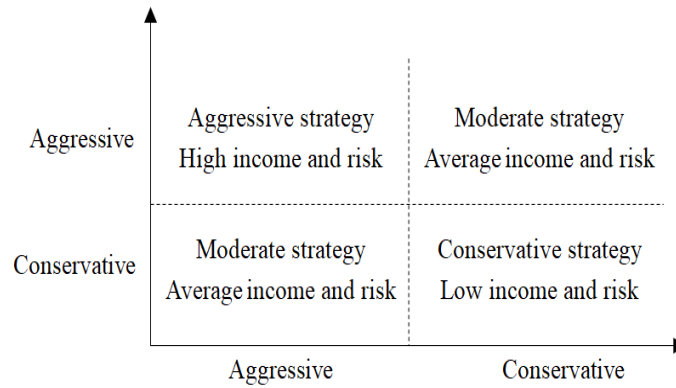 Aggressive strategy
High income and risk
Moderate strategy
Average income and risk
Aggressive
Moderate strategy
Average income and risk
Conservative strategy
Low income and risk
Conservative
Aggressive
Conservative